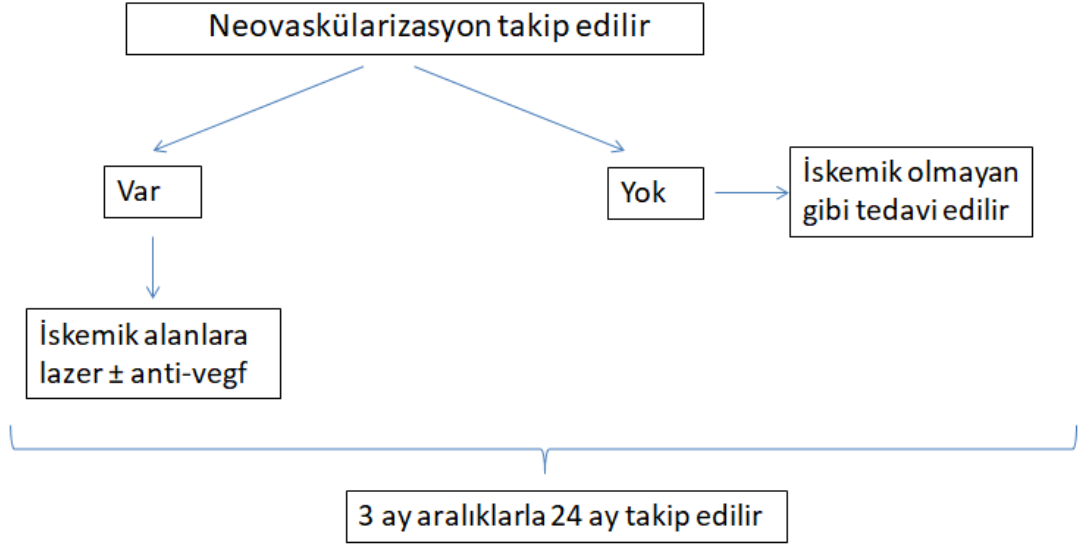 Neovaskülarizasyon takip edilir
Var
Yok
İskemik olmayan
gibi tedavi edilir
İskemik alanlara
lazer ± anti-vegf
3 ay aralıklarla 24 ay takip edilir